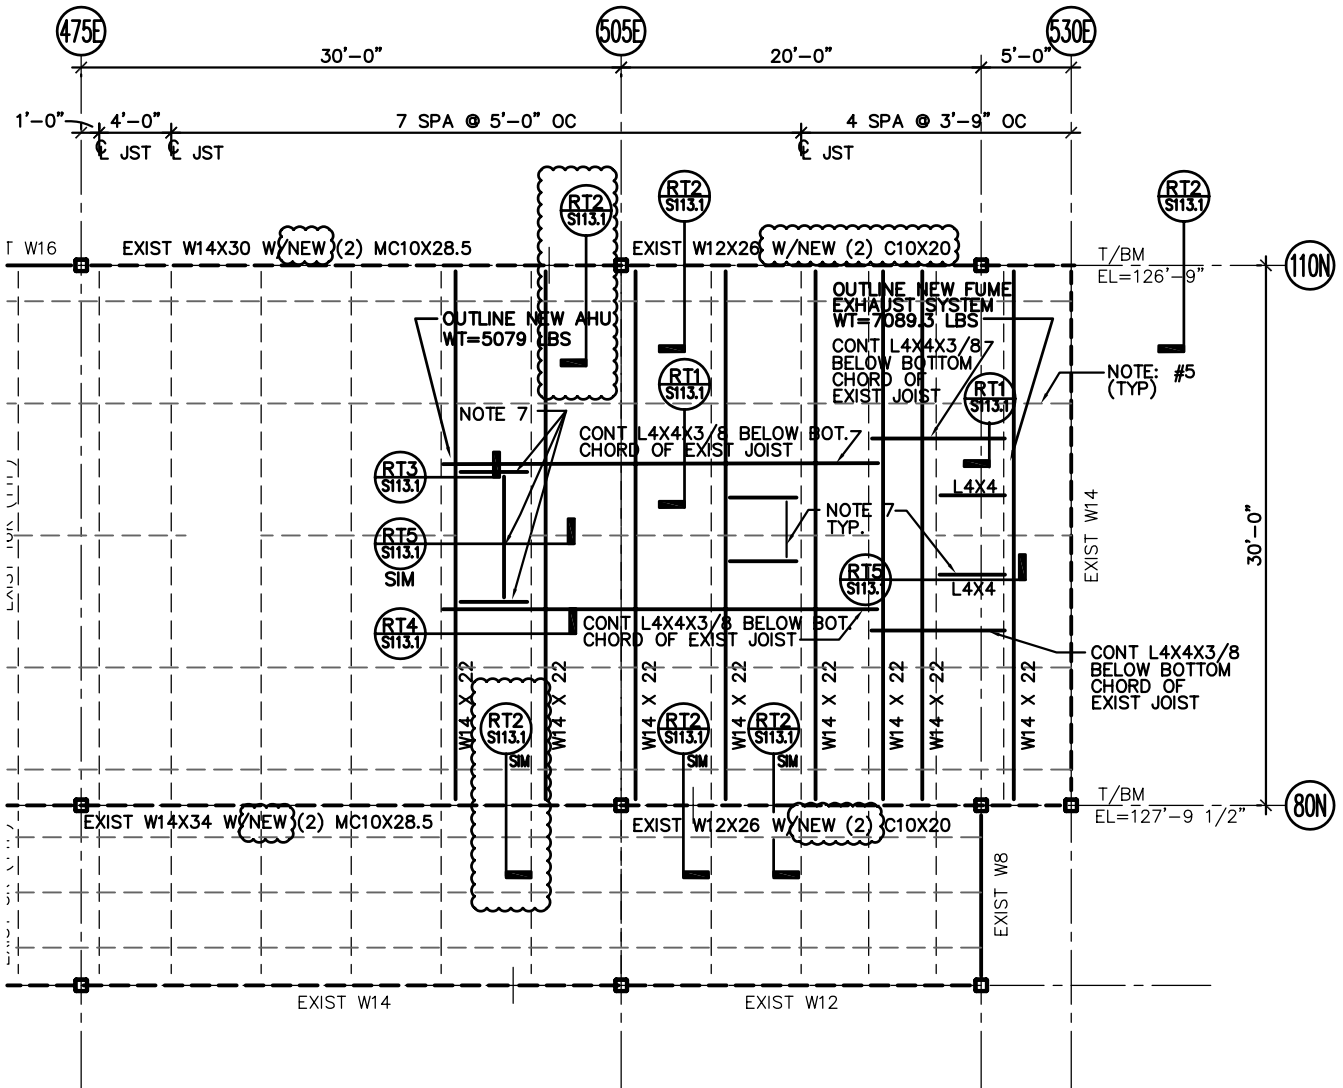 475E
505E
530E
30'-0"
20'-0"
5'-0"
1'-0"
4'-0"
7 SPA @ 5'-0" OC
4 SPA @ 3'-9" OC
℄ JST
℄ JST
℄ JST
RT2
S113.1
RT2
S113.1
RT2
S113.1
T W16
EXIST W14X30 W/NEW (2) MC10X28.5
EXIST W12X26 W/NEW (2) C10X20
T/BM
EL=126'-9"
110N
OUTLINE NEW AHU
WT=5079 LBS
OUTLINE NEW FUME
EXHAUST SYSTEM
WT=7089.3 LBS
CONT L4X4X3/8
BELOW BOTTOM
CHORD OF
EXIST JOIST
RT1
S113.1
RT1
S113.1
NOTE: #5
(TYP)
NOTE 7
CONT L4X4X3/8 BELOW BOT.
CHORD OF EXIST JOIST
RT3
S113.1
L4X4
NOTE 7
TYP.
EXIST W14
30'-0"
RT5
S113.1
SIM
RT5
S113.1
L4X4
RT4
S113.1
CONT L4X4X3/8 BELOW BOT.
CHORD OF EXIST JOIST
CONT L4X4X3/8
BELOW BOTTOM
CHORD OF
EXIST JOIST
W14 X 22
W14 X 22
W14 X 22
W14 X 22
W14 X 22
W14 X 22
W14 X 22
W14 X 22
RT2
S113.1
SIM
RT2
S113.1
SIM
RT2
S113.1
SIM
EXIST W14X34 W/NEW (2) MC10X28.5
EXIST W12X26 W/NEW (2) C10X20
T/BM
EL=127'-9 1/2"
80N
EXIST W8
EXIST W14
EXIST W12